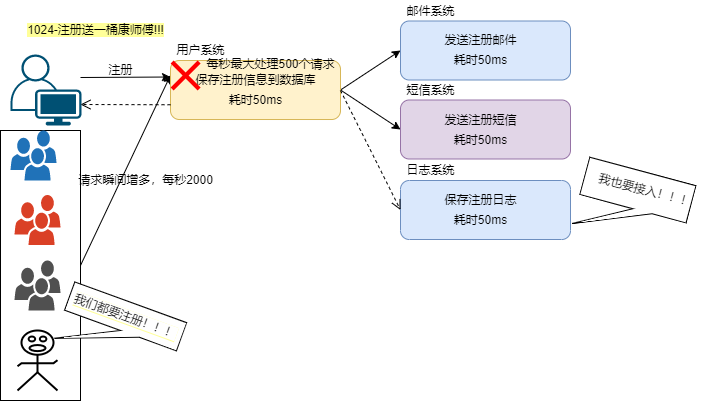 1024-注册送一桶康师傅!!!
用户系统
注册
每秒最大处理500个请求
保存注册信息到数据库
耗时50ms
邮件系统
发送注册邮件
耗时50ms
短信系统
发送注册短信
耗时50ms
日志系统
保存注册日志
耗时50ms
我也要接入！！！
请求瞬间增多，每秒2000
我们都要注册！！！